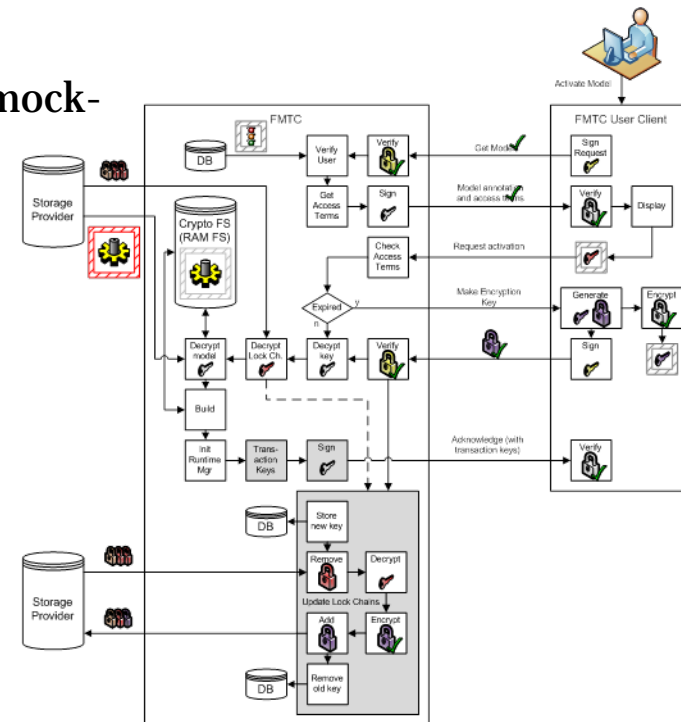 mock-
Activate Model
FMTC
FMTC User Client
DB
Verify
User
Verify
Get Model
Sign
Request
Storage
Provider
Get
Access
Terms
Sign
Model annotation
and access terms
Verify
Display
Crypto FS
(RAM FS)
Check
Access
Terms
Request activation
Expired
y
n
Make Encryption
Key
Generate
Encrypt
Decrypt
model
Decrypt
Lock Ch.
Decrypt
key
Verify
Sign
Build
Init
Runtime
Mgr
Trans-
action
Keys
Sign
Acknowledge (with
transaction keys)
Verify
DB
Store
new key
Remove
Decrypt
Storage
Provider
Update Lock Chains
Add
Encrypt
DB
Remove
old key